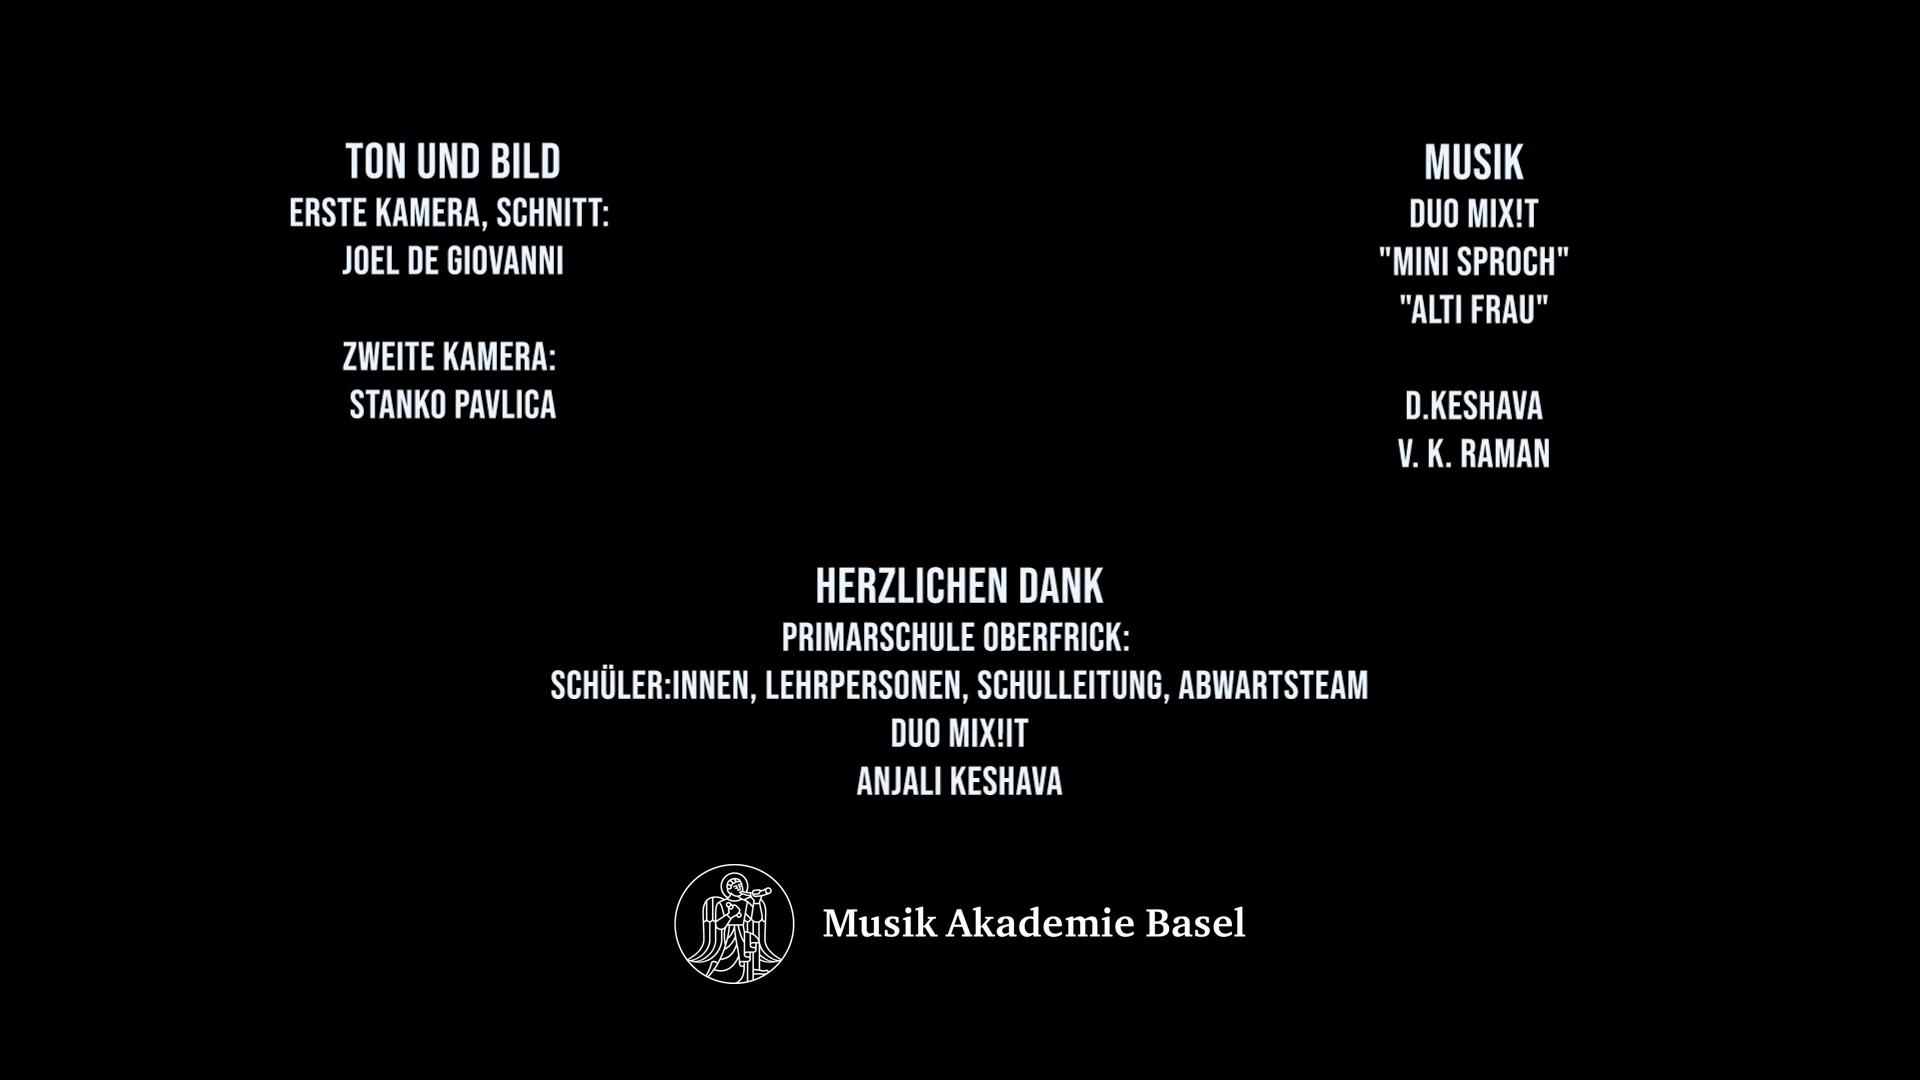 TON UND BILD
ERSTE KAMERA, SCHNITT:
JOEL DE GIOVANNI
ZWEITE KAMERA:
STANKO PAVLICA
MUSIK
DUO MIX!T
"MINI SPROCH"
"ALTI FRAU"
D.KESHAVA
V. K. RAMAN
HERZLICHEN DANK
PRIMARSCHULE OBERFRICK:
SCHÜLER:INNEN, LEHRPERSONEN, SCHULLEITUNG, ABWARTSTEAM
DUO MIX!IT
ANJALI KESHAVA
Musik Akademie Basel